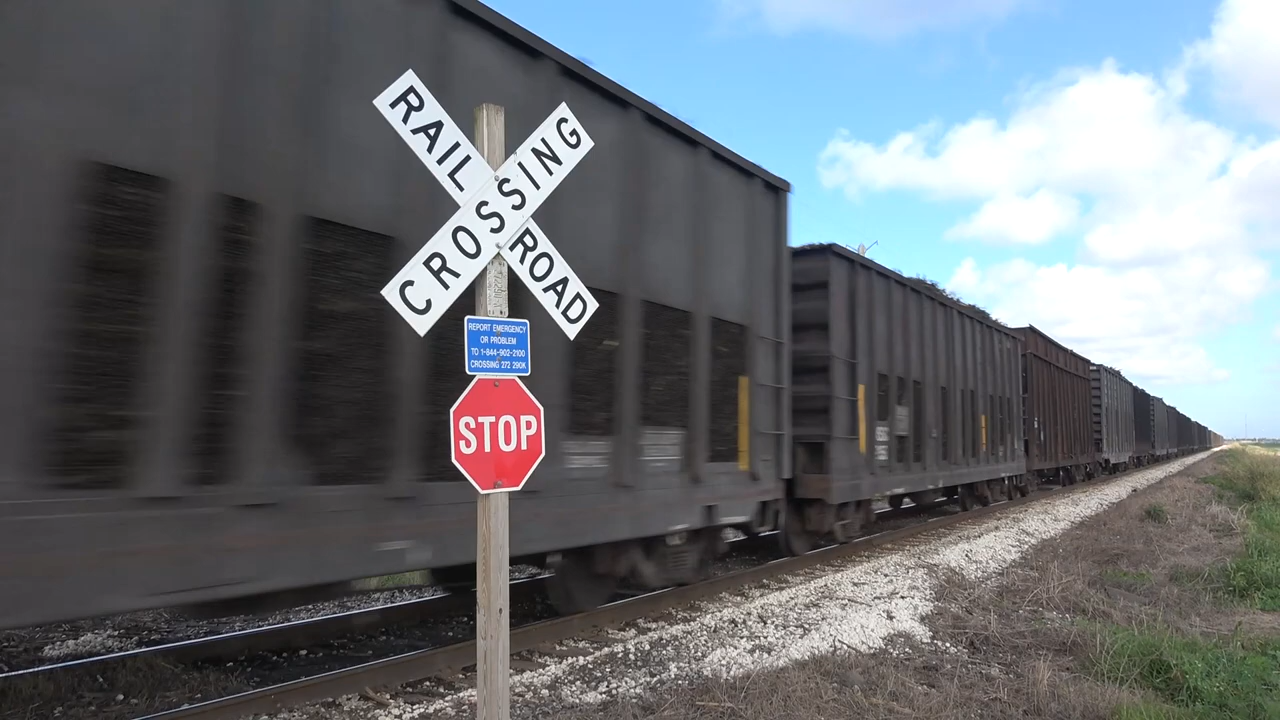 RAIL ROAD
CROSSING
REPORT EMERGENCY
OR PROBLEM
TO 1-844-902-2100
CROSSING 272 290K
STOP